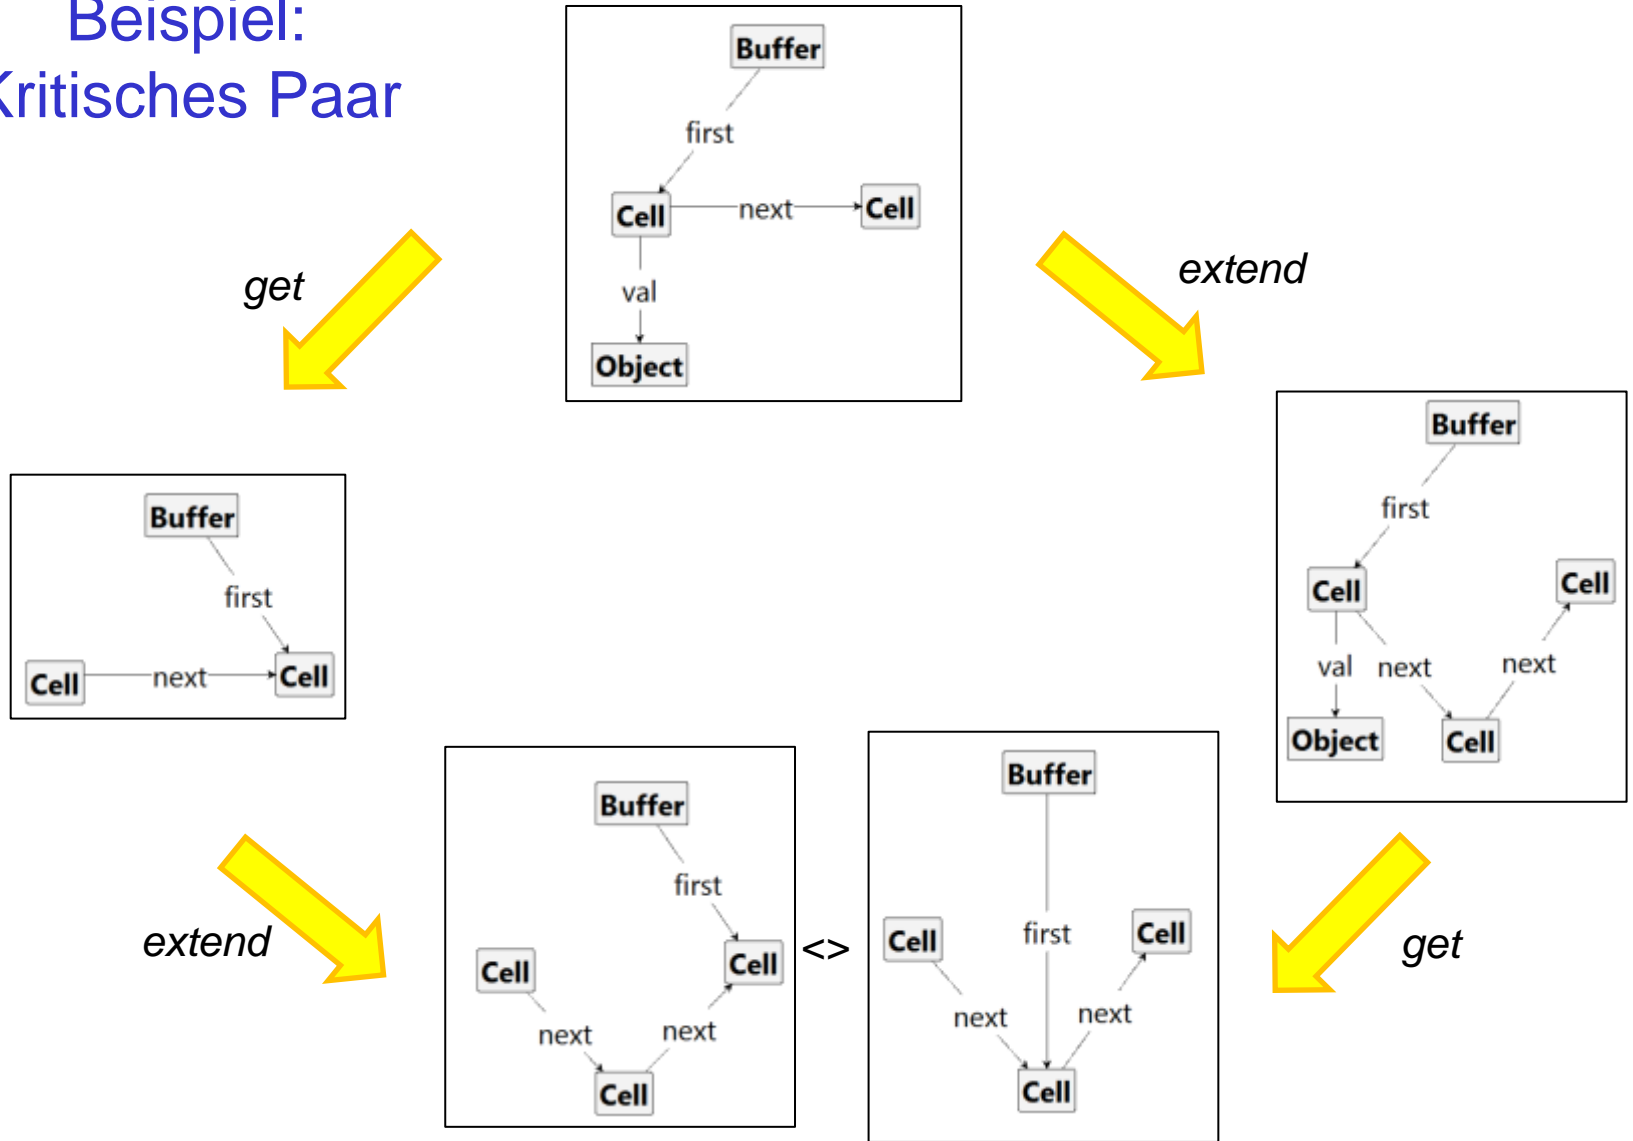 Beispiel:
Kritisches Paar
Buffer
first
Cell
next
Cell
val
Object
get
extend
Buffer
first
Cell
next
Cell
Buffer
first
Cell
Cell
val
next
next
Object
Cell
extend
Buffer
first
Cell
Cell
next
next
Cell
<>
Buffer
Cell
first
Cell
next
next
Cell
get